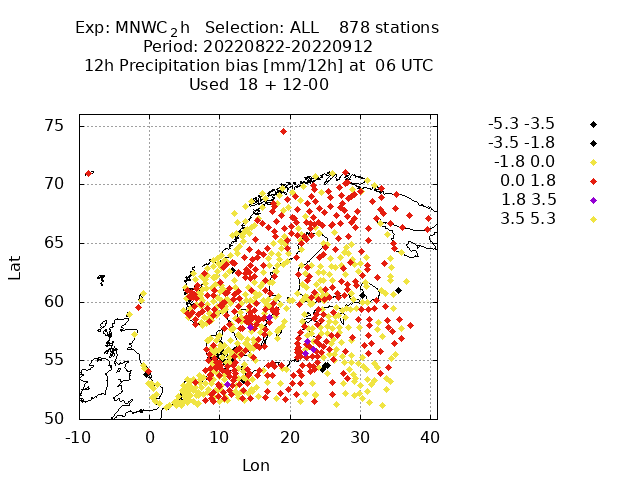 Exp: MNWC2h   Selection: ALL    878 stations
Period: 20220822-20220912
12h Precipitation bias [mm/12h] at  06 UTC
Used  18 + 12-00
-5.3 -3.5
-3.5 -1.8
-1.8 0.0
0.0 1.8
1.8 3.5
3.5 5.3
75
70
65
60
55
50
Lat
-10 0 10 20 30 40
Lon